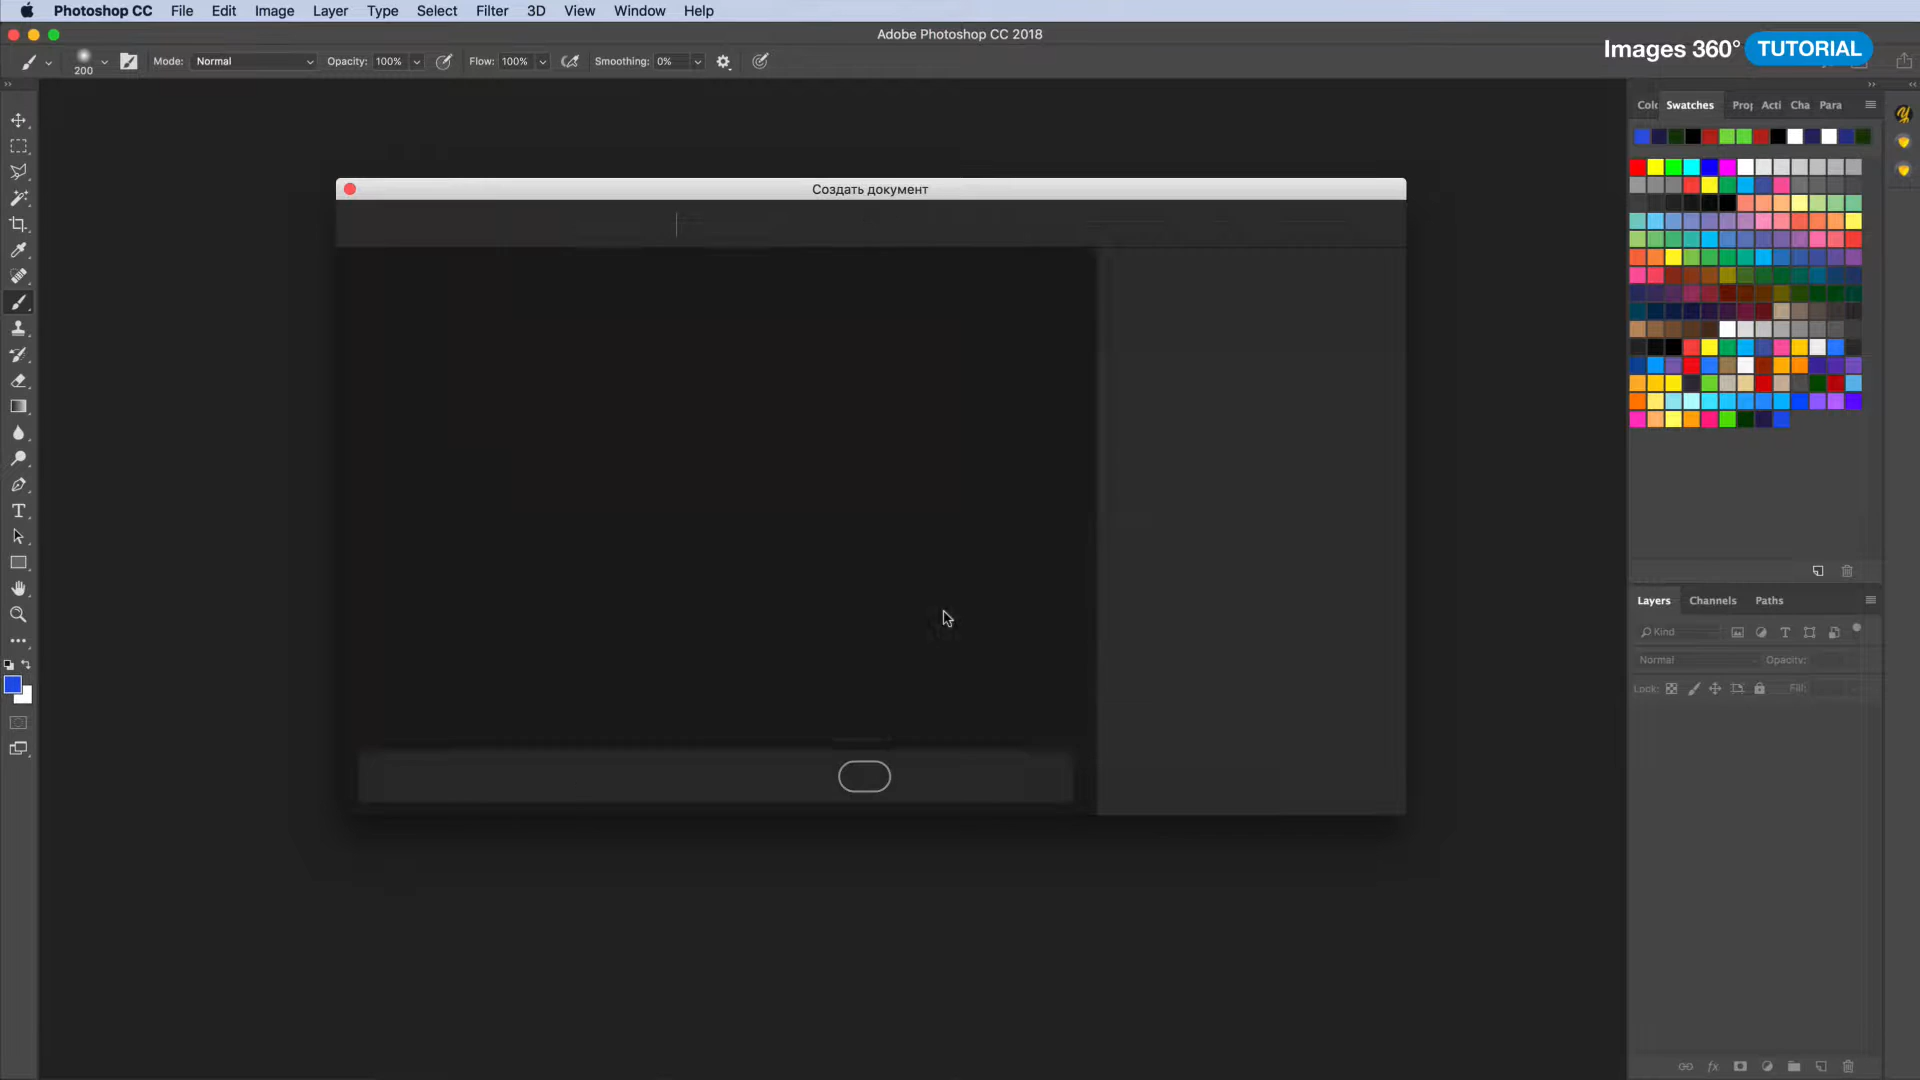 Photoshop CC File Edit Image Layer Type Select Filter 3D View Window Help
Adobe Photoshop CC 2018
200 Mode: Normal Opacity: 100% Flow: 100% Smoothing: 0%
Images 360° TUTORIAL
Swatches Acti Cha Para
Создать документ
Layers Channels Paths
Kind
Normal Opacity:
Lock: Fill: